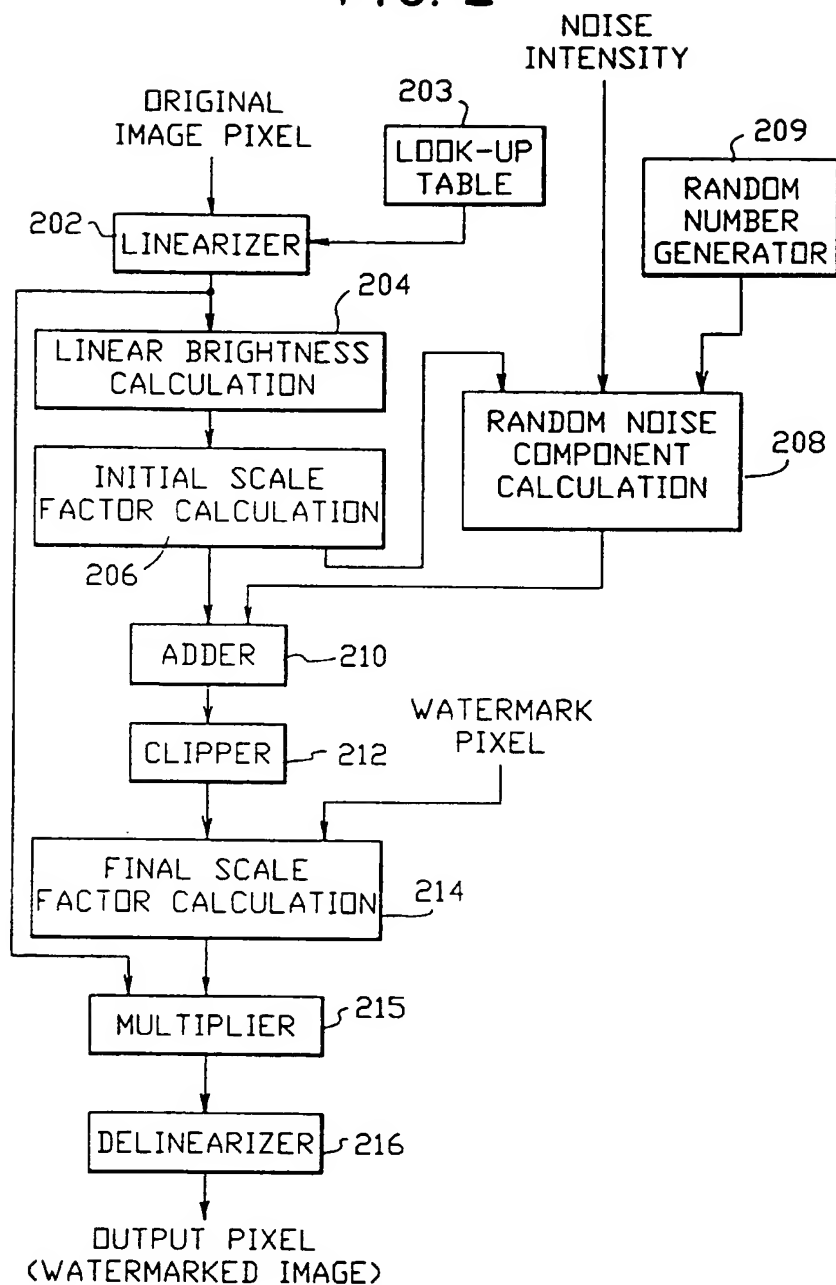 FIG. 2
NOISE
INTENSITY
ORIGINAL
IMAGE PIXEL
203
LOOK-UP
TABLE
209
RANDOM
NUMBER
GENERATOR
202
LINEARIZER
204
LINEAR BRIGHTNESS
CALCULATION
RANDOM NOISE
COMPONENT
CALCULATION
208
INITIAL SCALE
FACTOR CALCULATION
206
ADDER
210
WATERMARK
PIXEL
CLIPPER
212
FINAL SCALE
FACTOR CALCULATION
214
MULTIPLIER
215
DELINEARIZER
216
OUTPUT PIXEL
(WATERMARKED IMAGE)